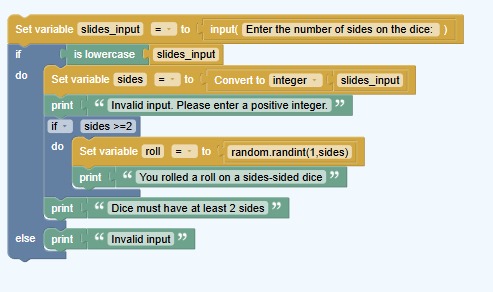 Set variable slides_input = to input( Enter the number of sides on the dice: )
if is lowercase slides_input
do Set variable sides = to Convert to integer slides_input
print “ Invalid input. Please enter a positive integer. ”
if sides >=2
do Set variable roll = to random.randint(1,sides)
print “ You rolled a roll on a sides-sided dice ”
print “ Dice must have at least 2 sides ”
else print “ Invalid input ”